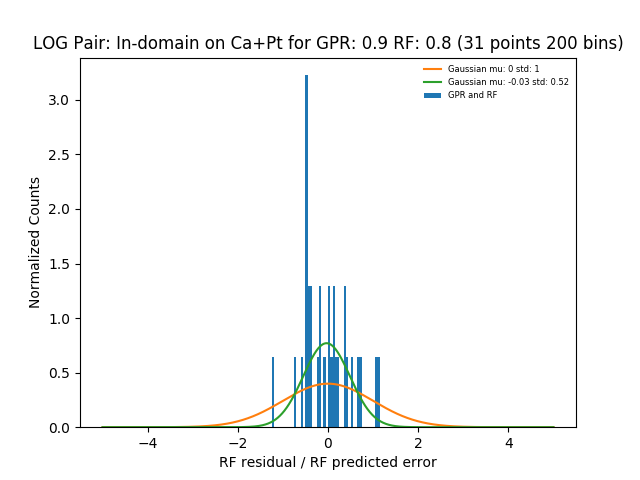 LOG Pair: In-domain on Ca+Pt for GPR: 0.9 RF: 0.8 (31 points 200 bins)
Gaussian mu: 0 std: 1
Gaussian mu: -0.03 std: 0.52
GPR and RF
Normalized Counts
3.0
2.5
2.0
1.5
1.0
0.5
0.0
−4
−2
0
2
4
RF residual / RF predicted error